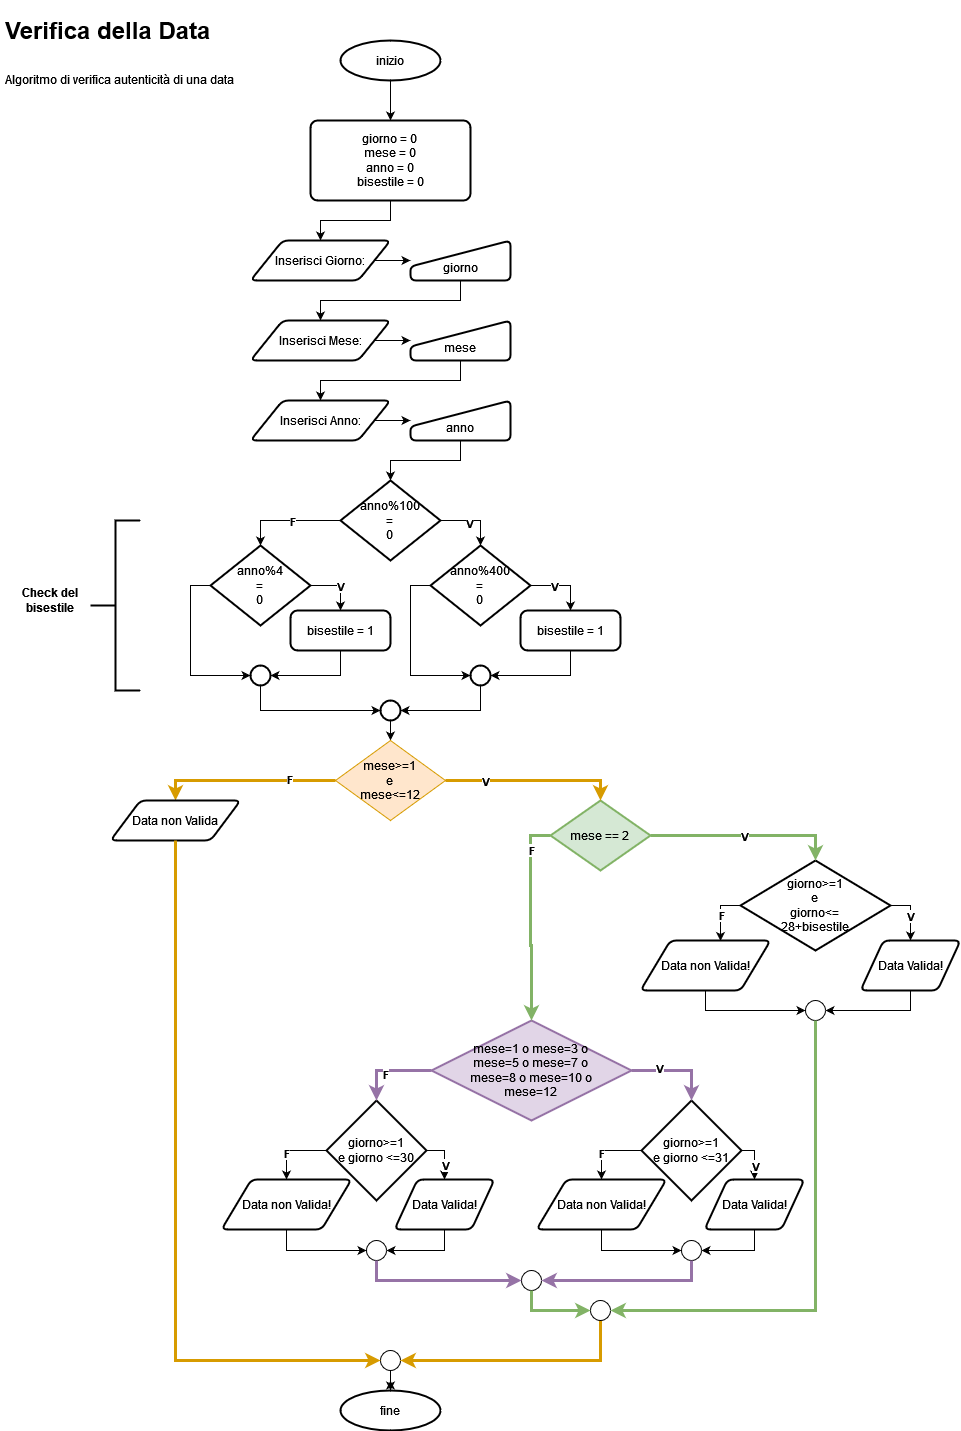 Verifica della Data
Algoritmo di verifica autenticità di una data
inizio
giorno = 0
mese = 0
anno = 0
bisestile = 0
Inserisci Giorno:
giorno
Inserisci Mese:
mese
Inserisci Anno:
anno
anno%100
=
0
F
V
Check del
bisestile
anno%4
=
0
V
bisestile = 1
anno%400
=
0
V
bisestile = 1
mese>=1
e
mese<=12
F
V
Data non Valida
mese == 2
F
V
giorno>=1
e
giorno<=
28+bisestile
F
V
Data non Valida!
Data Valida!
mese=1 o mese=3 o
mese=5 o mese=7 o
mese=8 o mese=10 o
mese=12
F
V
giorno>=1
e giorno <=30
F
V
Data non Valida!
Data Valida!
giorno>=1
e giorno <=31
F
V
Data non Valida!
Data Valida!
fine